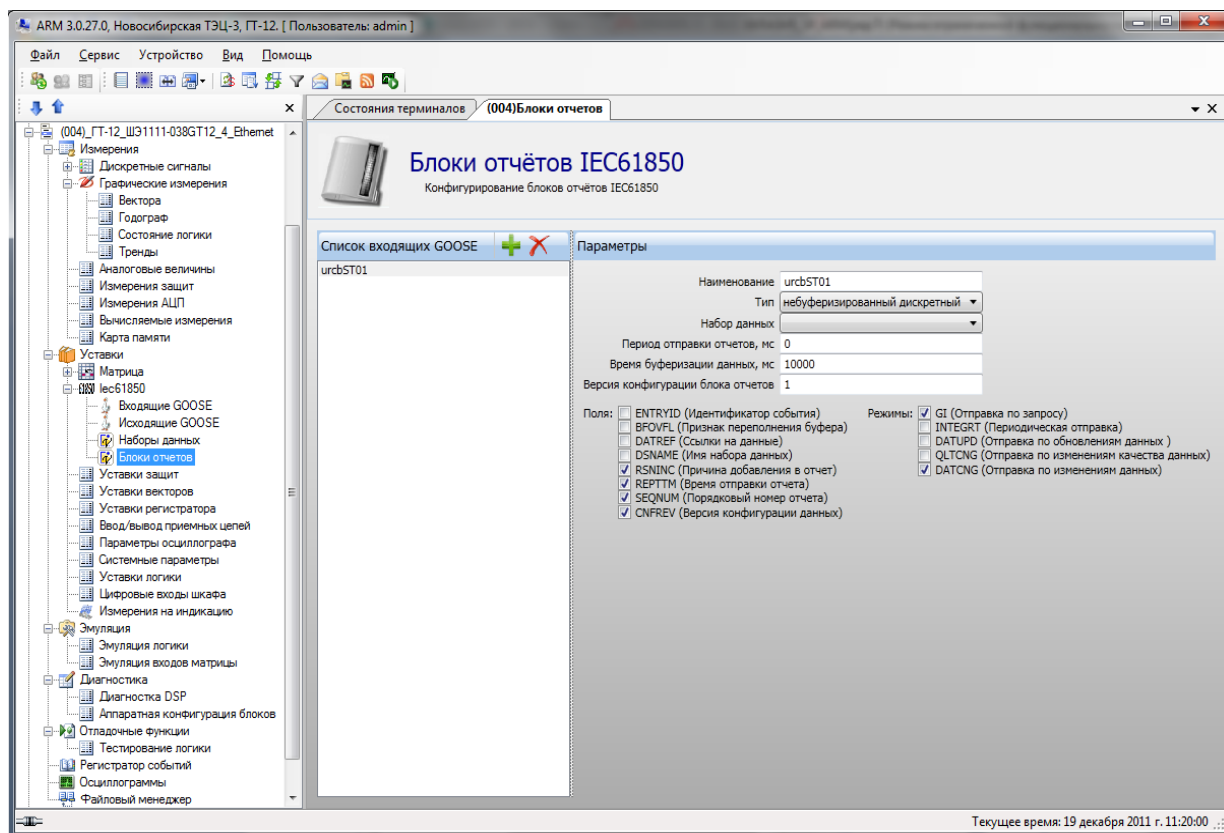 ARM 3.0.27.0, Новосибирская ТЭЦ-3, ГТ-12. [ Пользователь: admin ]
Файл Сервис Устройство Вид Помощь
Состояния терминалов
(004)Блоки отчетов
(004)_ГТ-12_ШЭ1111-038GT12_4_Ethernet
Измерения
Дискретные сигналы
Графические измерения
Вектора
Годограф
Состояние логики
Тренды
Аналоговые величины
Измерения защит
Измерения АЦП
Вычисляемые измерения
Карта памяти
Уставки
Матрица
Iec61850
Входящие GOOSE
Исходящие GOOSE
Наборы данных
Блоки отчетов
Уставки защит
Уставки векторов
Уставки регистратора
Ввод/вывод приемных цепей
Параметры осциллографа
Системные параметры
Уставки логики
Цифровые входы шкафа
Измерения на индикацию
Эмуляция
Эмуляция логики
Эмуляция входов матрицы
Диагностика
Диагностка DSP
Аппаратная конфигурация блоков
Отладочные функции
Тестирование логики
Регистратор событий
Осциллограммы
Файловый менеджер
Блоки отчётов IEC61850
Конфигурирование блоков отчётов IEC61850
Список входящих GOOSE
urcbST01
Параметры
Наименование urcbST01
Тип небуферизированный дискретный
Набор данных
Период отправки отчетов, мс 0
Время буферизации данных, мс 10000
Версия конфигурации блока отчетов 1
Поля: ENTRYID (Идентификатор события)
BFOVFL (Признак переполнения буфера)
DATREF (Ссылки на данные)
DSNAME (Имя набора данных)
RSNINC (Причина добавления в отчет)
REPTTM (Время отправки отчета)
SEQNUM (Порядковый номер отчета)
CNFREV (Версия конфигурации данных)
Режимы: GI (Отправка по запросу)
INTEGRT (Периодическая отправка)
DATUPD (Отправка по обновлениям данных )
QLTCNG (Отправка по изменениям качества данных)
DATCNG (Отправка по изменениям данных)
Текущее время: 19 декабря 2011 г. 11:20:00